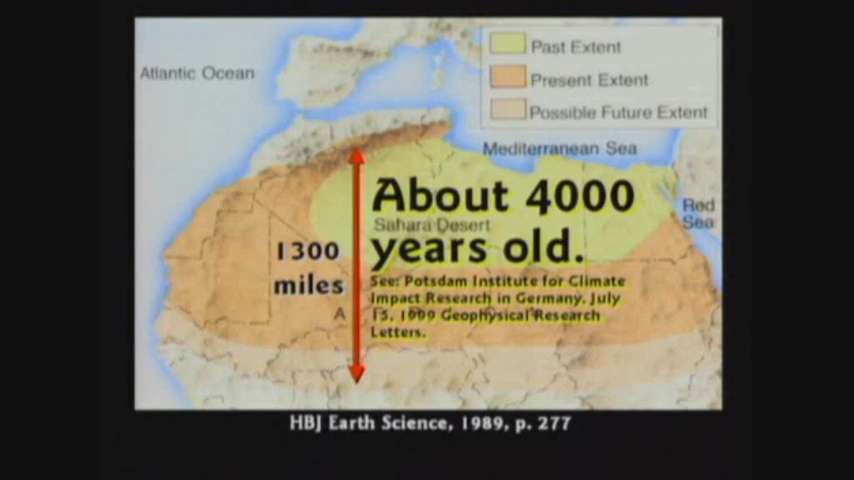 Atlantic Ocean
Past Extent
Present Extent
Possible Future Extent
Mediterranean Sea
Red
Sea
About 4000
Sahara Desert
years old.
1300
miles
See: Potsdam Institute for Climate
Impact Research in Germany, July
15, 1999 Geophysical Research
Letters.
A
HBJ Earth Science, 1989, p. 277